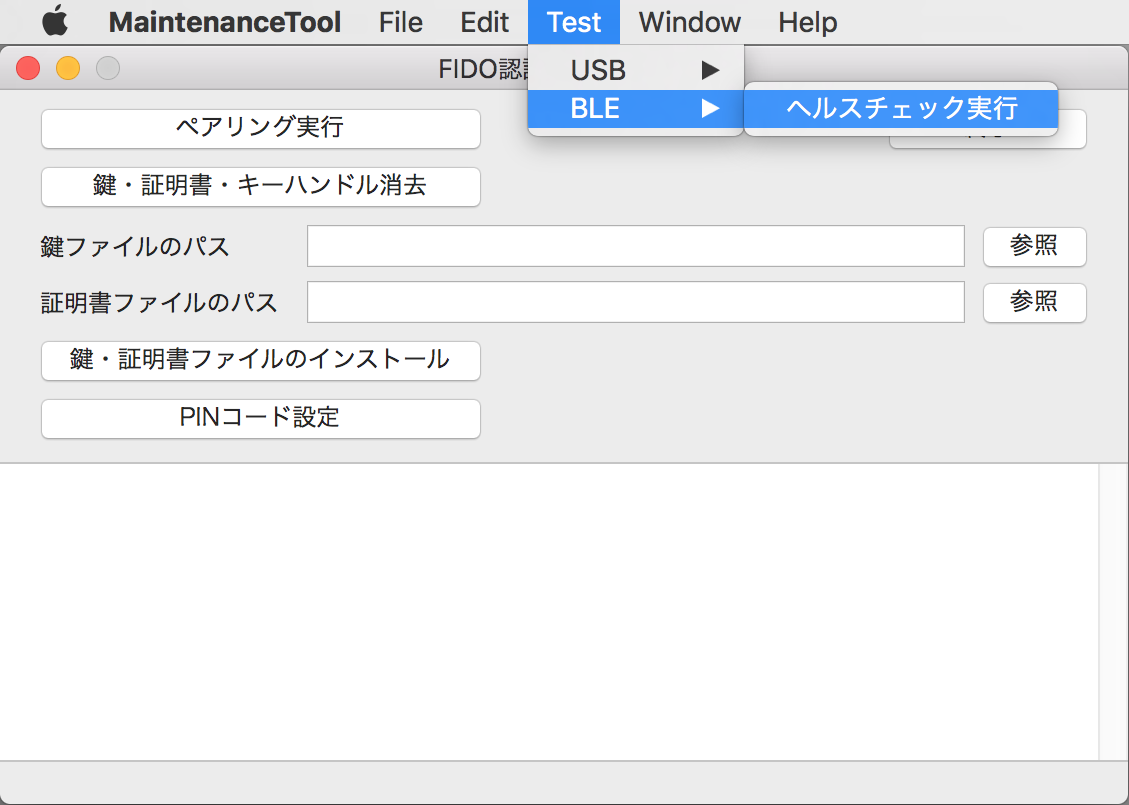 MaintenanceTool File Edit Test Window Help
FIDO認
USB
BLE ヘルスチェック実行
ペアリング実行
鍵・証明書・キーハンドル消去
鍵ファイルのパス 参照
証明書ファイルのパス 参照
鍵・証明書ファイルのインストール
PINコード設定